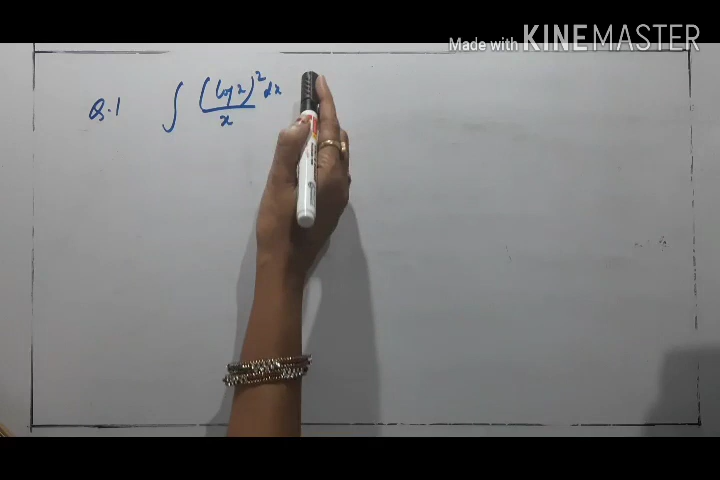 Made with KINEMASTER
Q.1 ∫ (log x)² / x dx